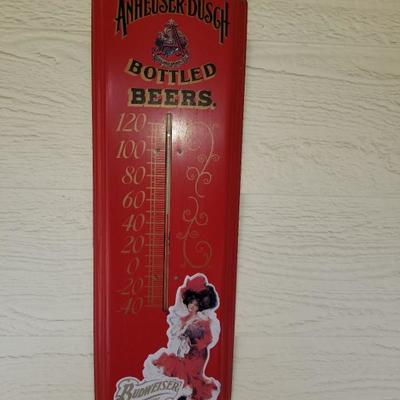 ANHEUSER-BUSCH
BOTTLED
BEERS.
120
100
80
60
40
20
0
-20
-40
BUDWEISER